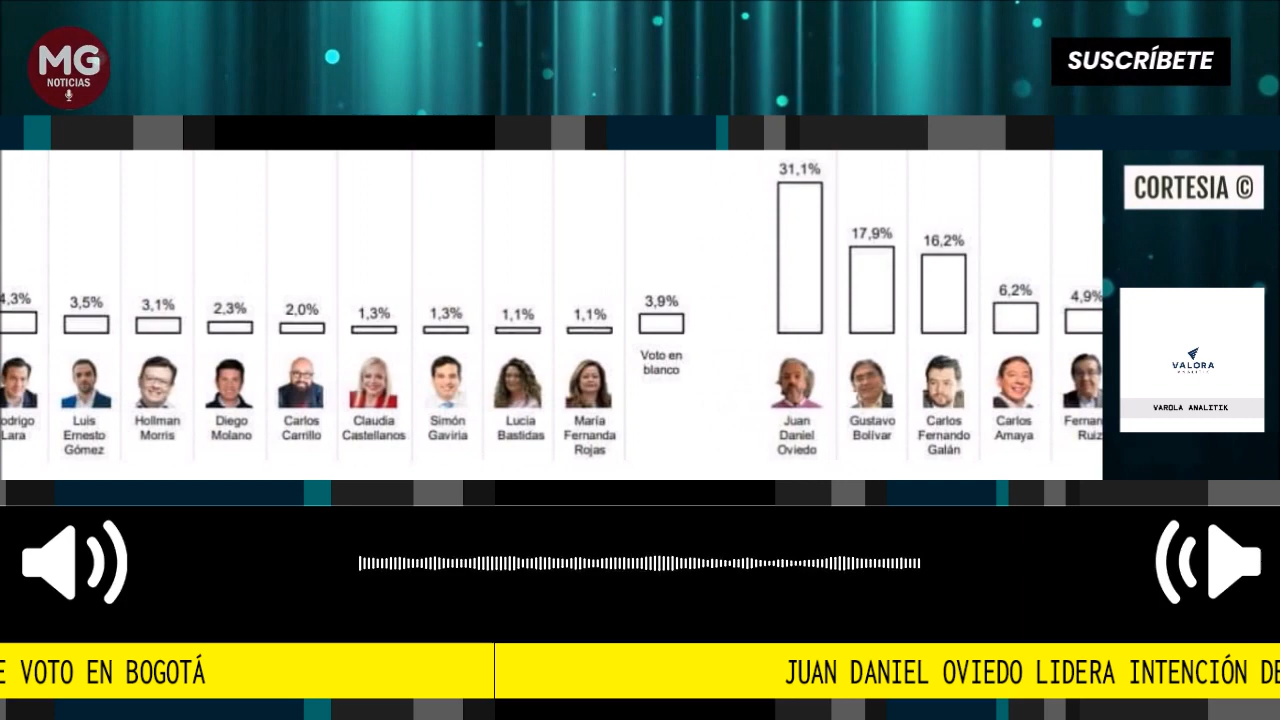 MG
NOTICIAS
SUSCRÍBETE
4,3%
3,5%
3,1%
2,3%
2,0%
1,3%
1,3%
1,1%
1,1%
3,9%
31,1%
17,9%
16,2%
6,2%
4,9%
odrigo
Lara
Luis
Ernesto
Gómez
Hollman
Morris
Diego
Molano
Carlos
Carrillo
Claudia
Castellanos
Simón
Gaviria
Lucia
Bastidas
María
Fernanda
Rojas
Voto en
blanco
Juan
Daniel
Oviedo
Gustavo
Bolívar
Carlos
Fernando
Galán
Carlos
Amaya
Fernan
Ruiz
CORTESIA ©
VALORA
VAROLA ANALITIK
E VOTO EN BOGOTÁ
JUAN DANIEL OVIEDO LIDERA INTENCIÓN DE